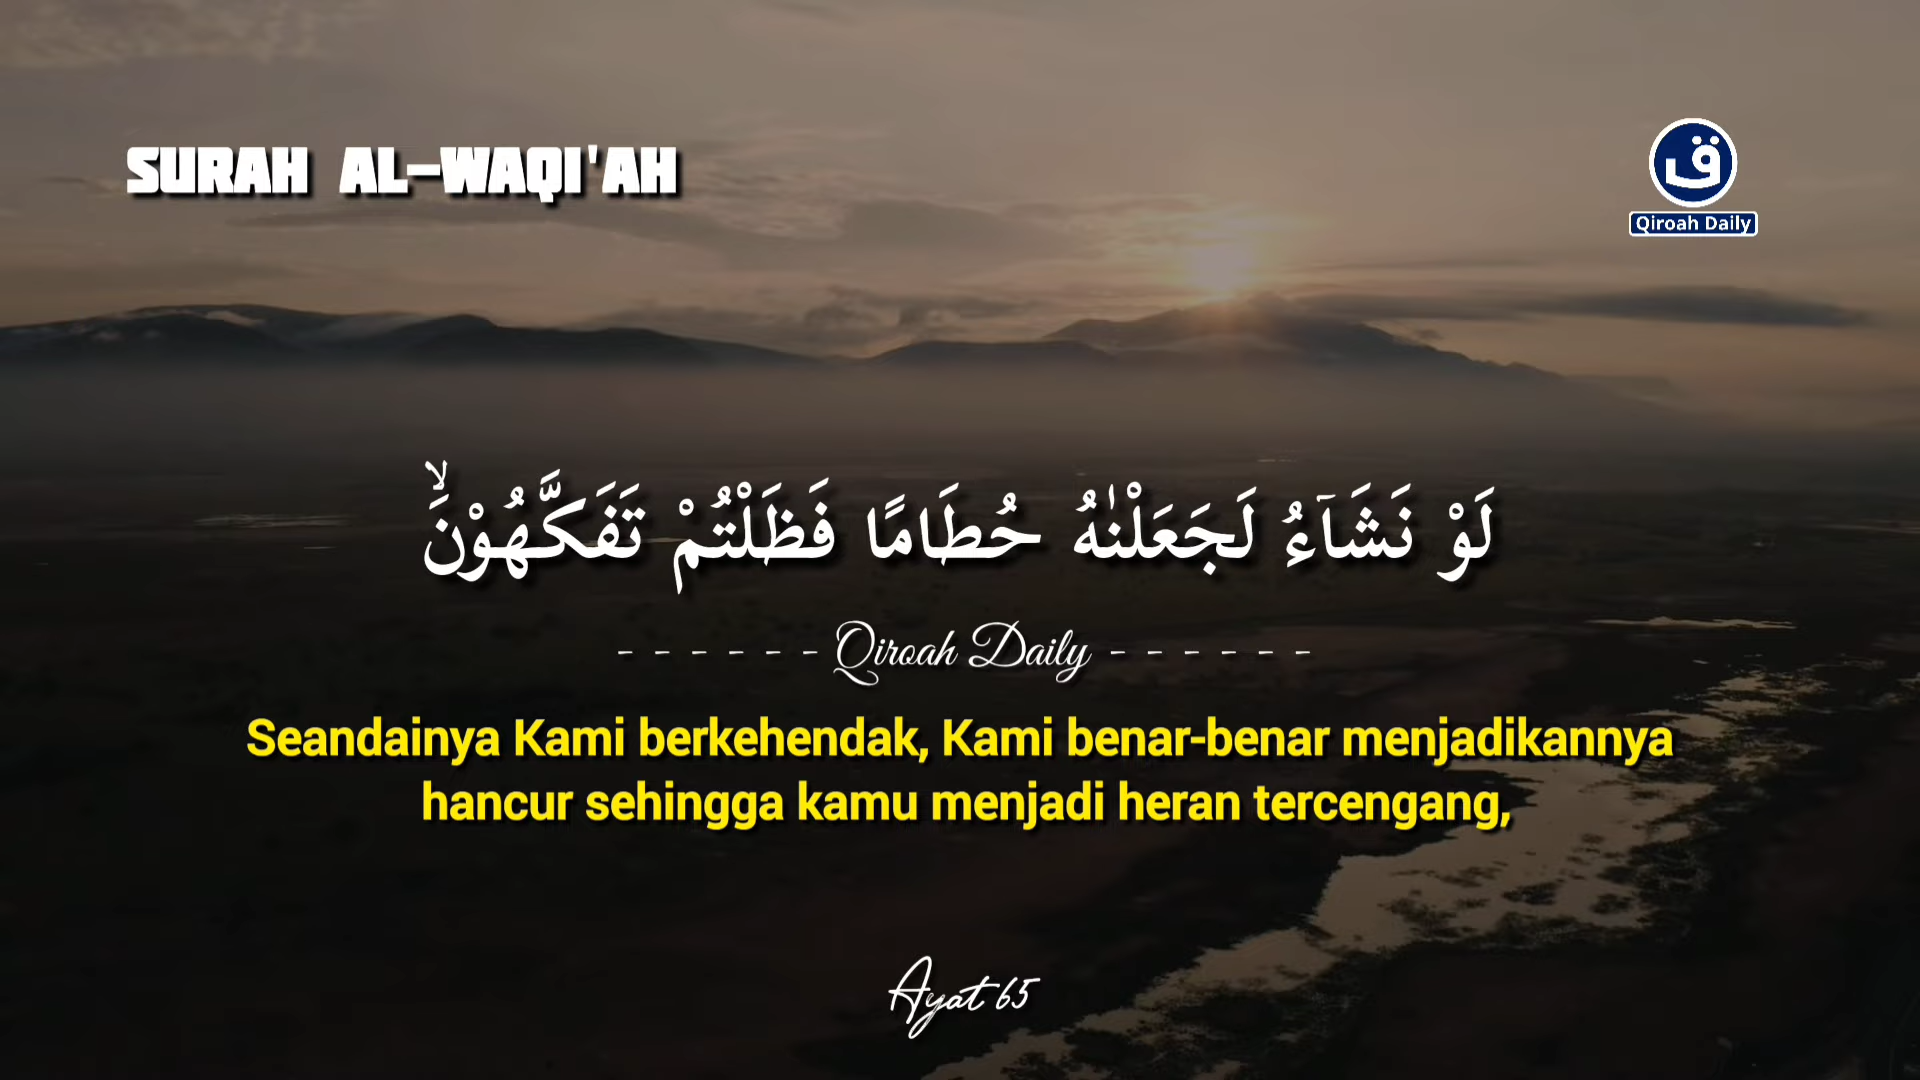 SURAH AL-WAQI'AH
ق
Qiroah Daily
لَوْ نَشَاۤءُ لَجَعَلْنٰهُ حُطَامًا فَظَلْتُمْ تَفَكَّهُوْنَۙ
- - - - - - Qiroah Daily - - - - - -
Seandainya Kami berkehendak, Kami benar-benar menjadikannya
hancur sehingga kamu menjadi heran tercengang,
Ayat 65